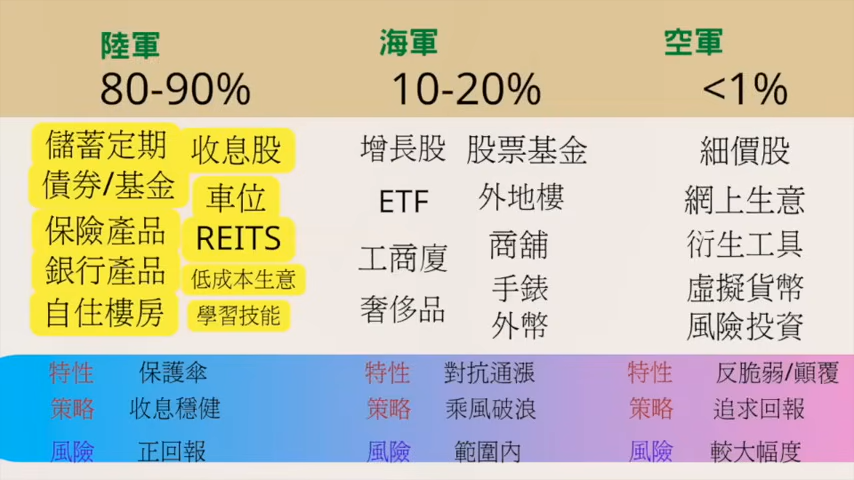 陸軍 海軍 空軍
80-90% 10-20% <1%
儲蓄定期 收息股 增長股 股票基金 細價股
債券/基金 車位 ETF 外地樓 網上生意
保險產品 REITS 工商廈 商舖 衍生工具
銀行產品 低成本生意 奢侈品 手錶 虛擬貨幣
自住樓房 學習技能 外幣 風險投資
特性 保護傘 特性 對抗通漲 特性 反脆弱/顛覆
策略 收息穩健 策略 乘風破浪 策略 追求回報
風險 正回報 風險 範圍內 風險 較大幅度